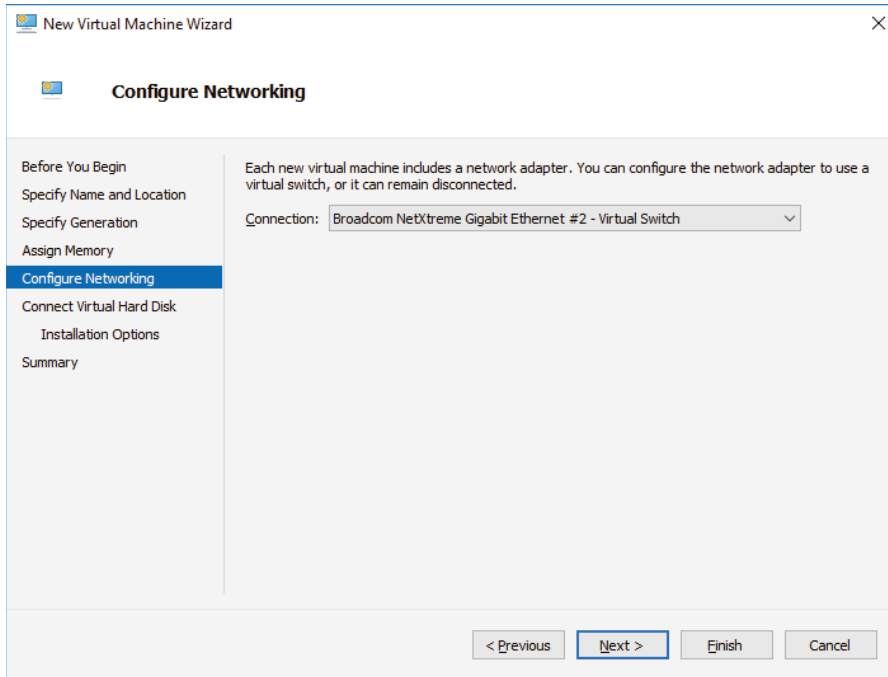 New Virtual Machine Wizard
Configure Networking
Before You Begin
Specify Name and Location
Specify Generation
Assign Memory
Configure Networking
Connect Virtual Hard Disk
Installation Options
Summary
Each new virtual machine includes a network adapter. You can configure the network adapter to use a
virtual switch, or it can remain disconnected.
Connection: Broadcom NetXtreme Gigabit Ethernet #2 - Virtual Switch
< Previous
Next >
Finish
Cancel